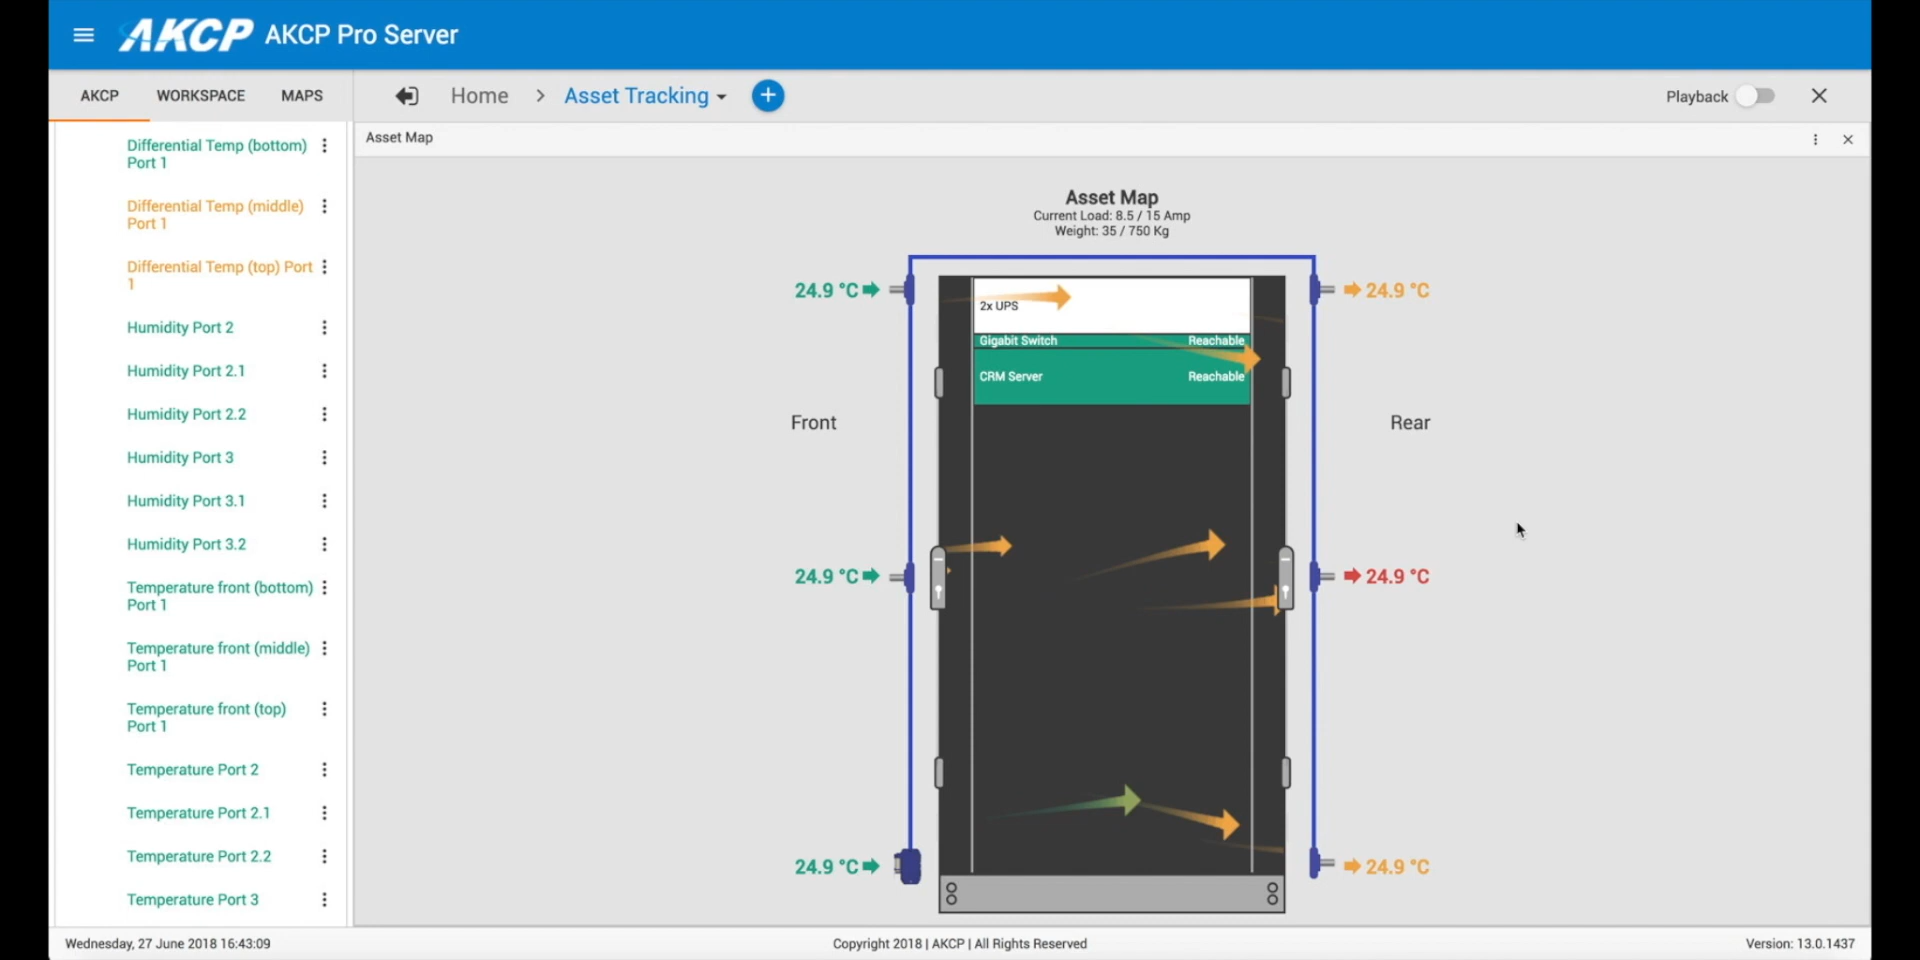 AKCP AKCP Pro Server
AKCP WORKSPACE MAPS
Home > Asset Tracking
Playback
Differential Temp (bottom)
Port 1
Differential Temp (middle)
Port 1
Differential Temp (top) Port
1
Humidity Port 2
Humidity Port 2.1
Humidity Port 2.2
Humidity Port 3
Humidity Port 3.1
Humidity Port 3.2
Temperature front (bottom)
Port 1
Temperature front (middle)
Port 1
Temperature front (top)
Port 1
Temperature Port 2
Temperature Port 2.1
Temperature Port 2.2
Temperature Port 3
Asset Map
Asset Map
Current Load: 8.5 / 15 Amp
Weight: 35 / 750 Kg
24.9 °C 24.9 °C
2x UPS
Gigabit Switch Reachable
CRM Server Reachable
Front Rear
24.9 °C 24.9 °C
24.9 °C 24.9 °C
Wednesday, 27 June 2018 16:43:09
Copyright 2018 | AKCP | All Rights Reserved
Version: 13.0.1437